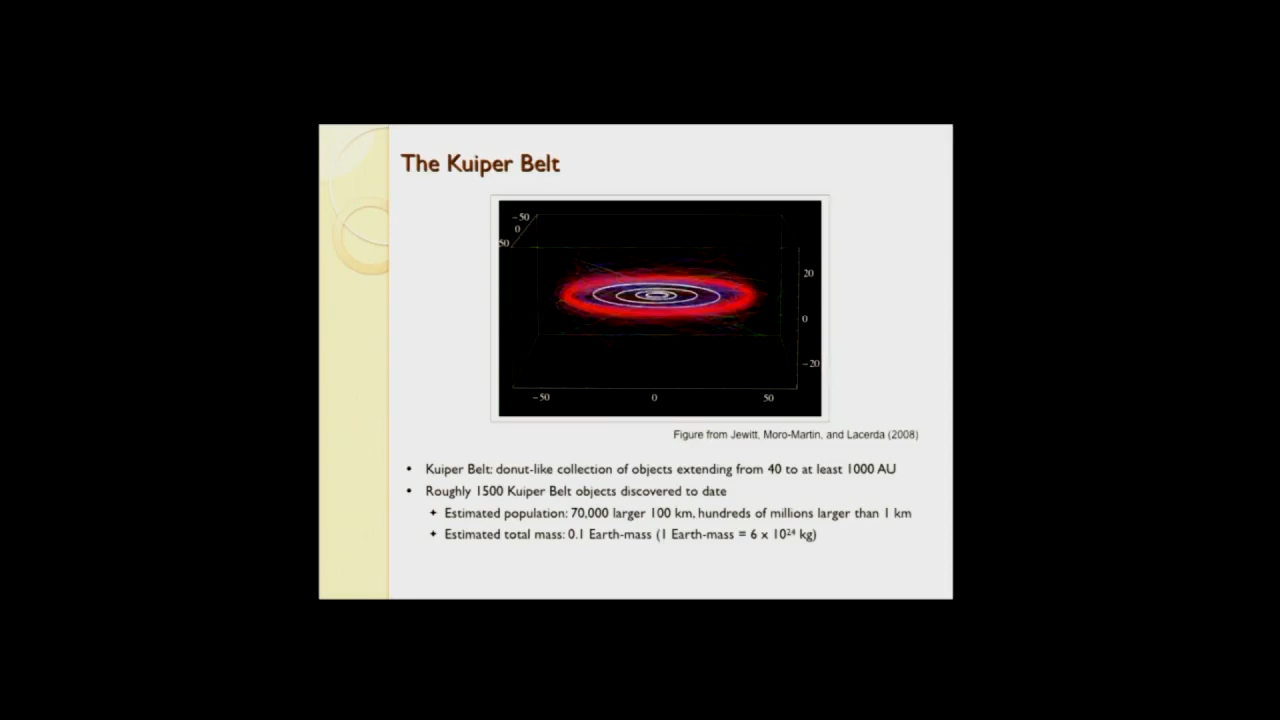 The Kuiper Belt
−50
0
50
20
0
−20
−50
0
50
Figure from Jewitt, Moro-Martin, and Lacerda (2008)
• Kuiper Belt: donut-like collection of objects extending from 40 to at least 1000 AU
• Roughly 1500 Kuiper Belt objects discovered to date
✦ Estimated population: 70,000 larger 100 km, hundreds of millions larger than 1 km
✦ Estimated total mass: 0.1 Earth-mass (1 Earth-mass = 6 x 10²⁴ kg)